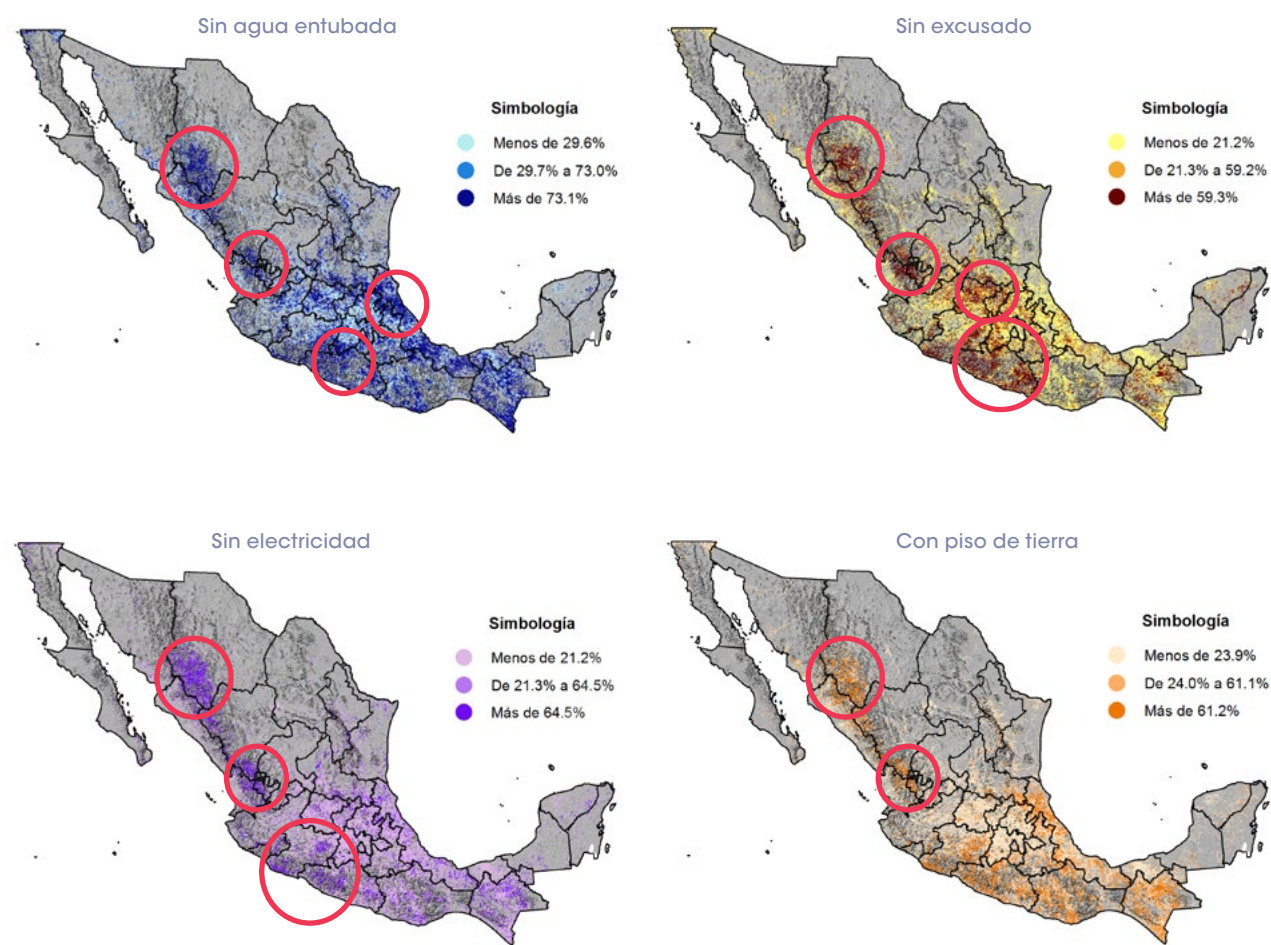 Sin agua entubada
Simbología
Menos de 29.6%
De 29.7% a 73.0%
Más de 73.1%
Sin excusado
Simbología
Menos de 21.2%
De 21.3% a 59.2%
Más de 59.3%
Sin electricidad
Simbología
Menos de 21.2%
De 21.3% a 64.5%
Más de 64.5%
Con piso de tierra
Simbología
Menos de 23.9%
De 24.0% a 61.1%
Más de 61.2%